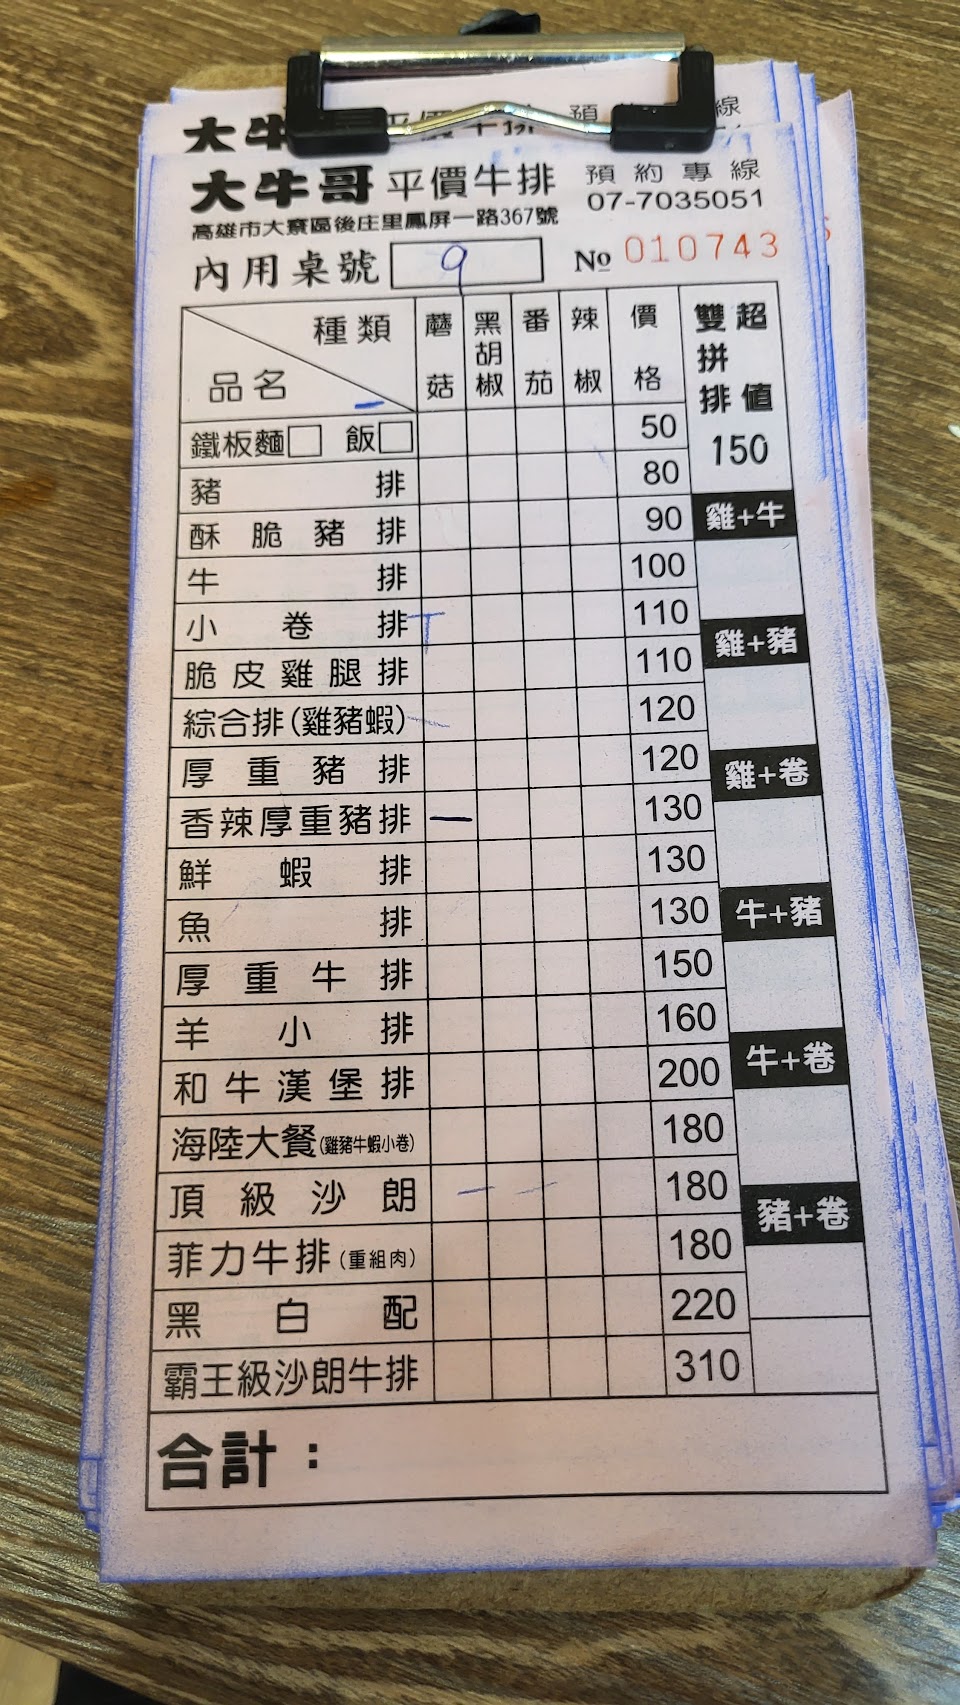 大牛
大牛哥 平價牛排 預約專線
07-7035051
高雄市大寮區後庄里鳳屏一路367號
內用桌號 9 № 010743
種類 品名 蘑菇 黑胡椒 番茄 辣椒 價格 超值雙拼排 150
鐵板麵□ 飯□ 50
豬排 80
酥脆豬排 90 雞+牛
牛排 100
小卷排 110 雞+豬
脆皮雞腿排 110
綜合排(雞豬蝦) 120
厚重豬排 120 雞+卷
香辣厚重豬排 130
鮮蝦排 130
魚排 130 牛+豬
厚重牛排 150
羊小排 160
和牛漢堡排 200 牛+卷
海陸大餐(雞豬牛蝦小卷) 180
頂級沙朗 180 豬+卷
菲力牛排(重組肉) 180
黑白配 220
霸王級沙朗牛排 310
合計：